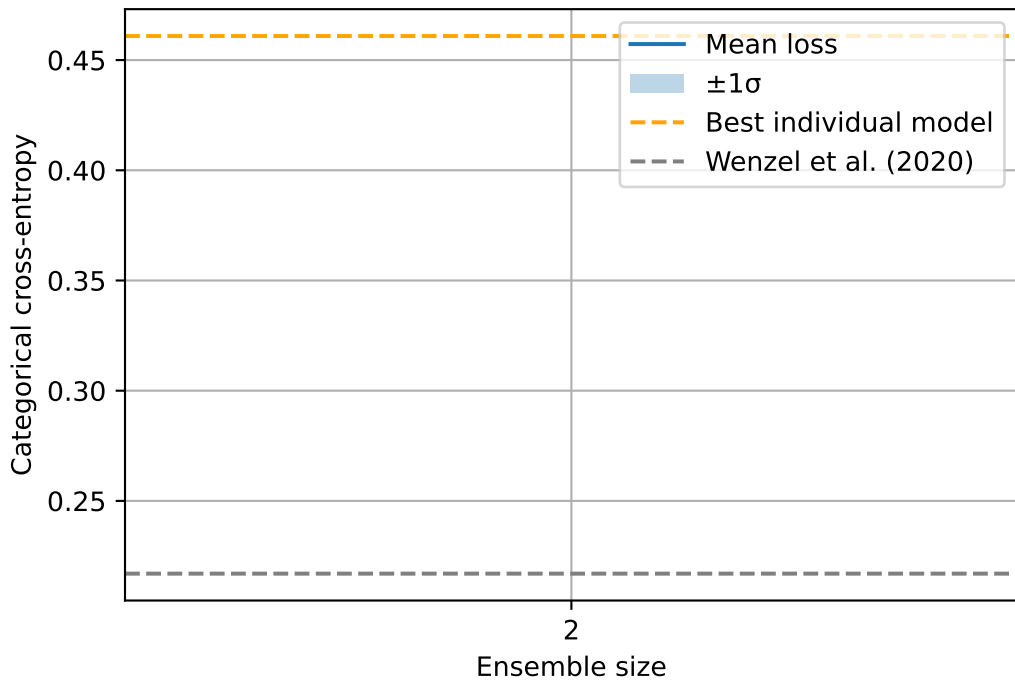 Categorical cross-entropy
0.45
0.40
0.35
0.30
0.25
Mean loss
±1σ
Best individual model
Wenzel et al. (2020)
2
Ensemble size